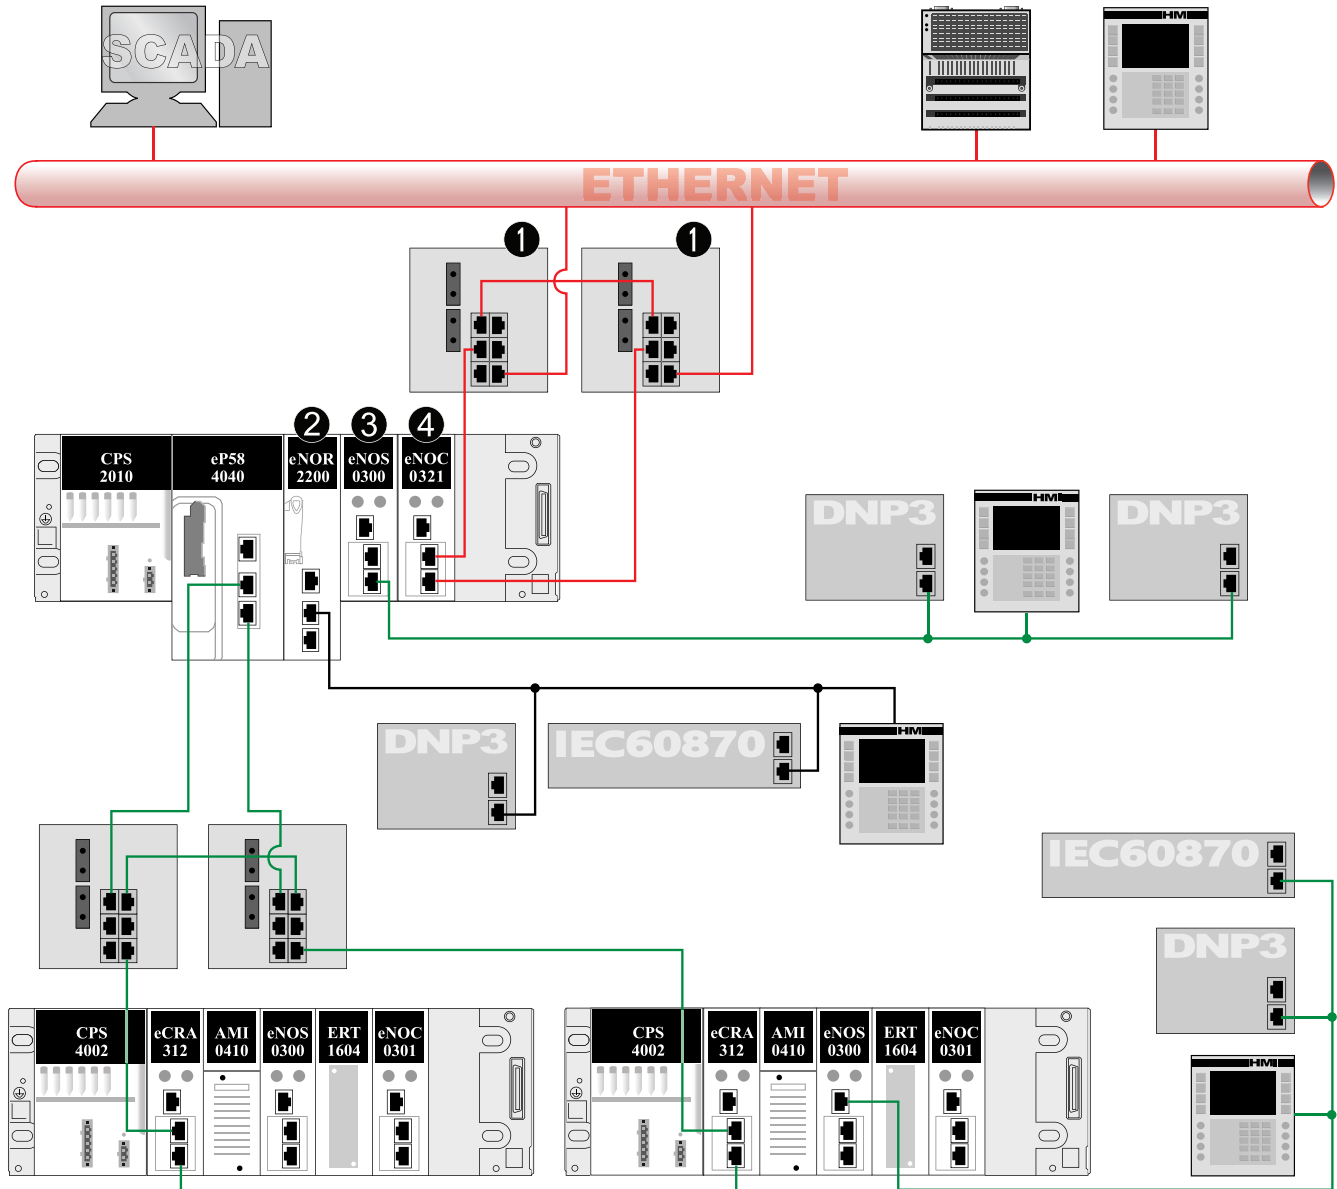 SCADA
HMI
ETHERNET
1
1
2
3
4
CPS
2010
eP58
4040
eNOR
2200
eNOS
0300
eNOC
0321
DNP3
HMI
DNP3
DNP3
IEC60870
HMI
IEC60870
DNP3
HMI
CPS
4002
eCRA
312
AMI
0410
eNOS
0300
ERT
1604
eNOC
0301
CPS
4002
eCRA
312
AMI
0410
eNOS
0300
ERT
1604
eNOC
0301